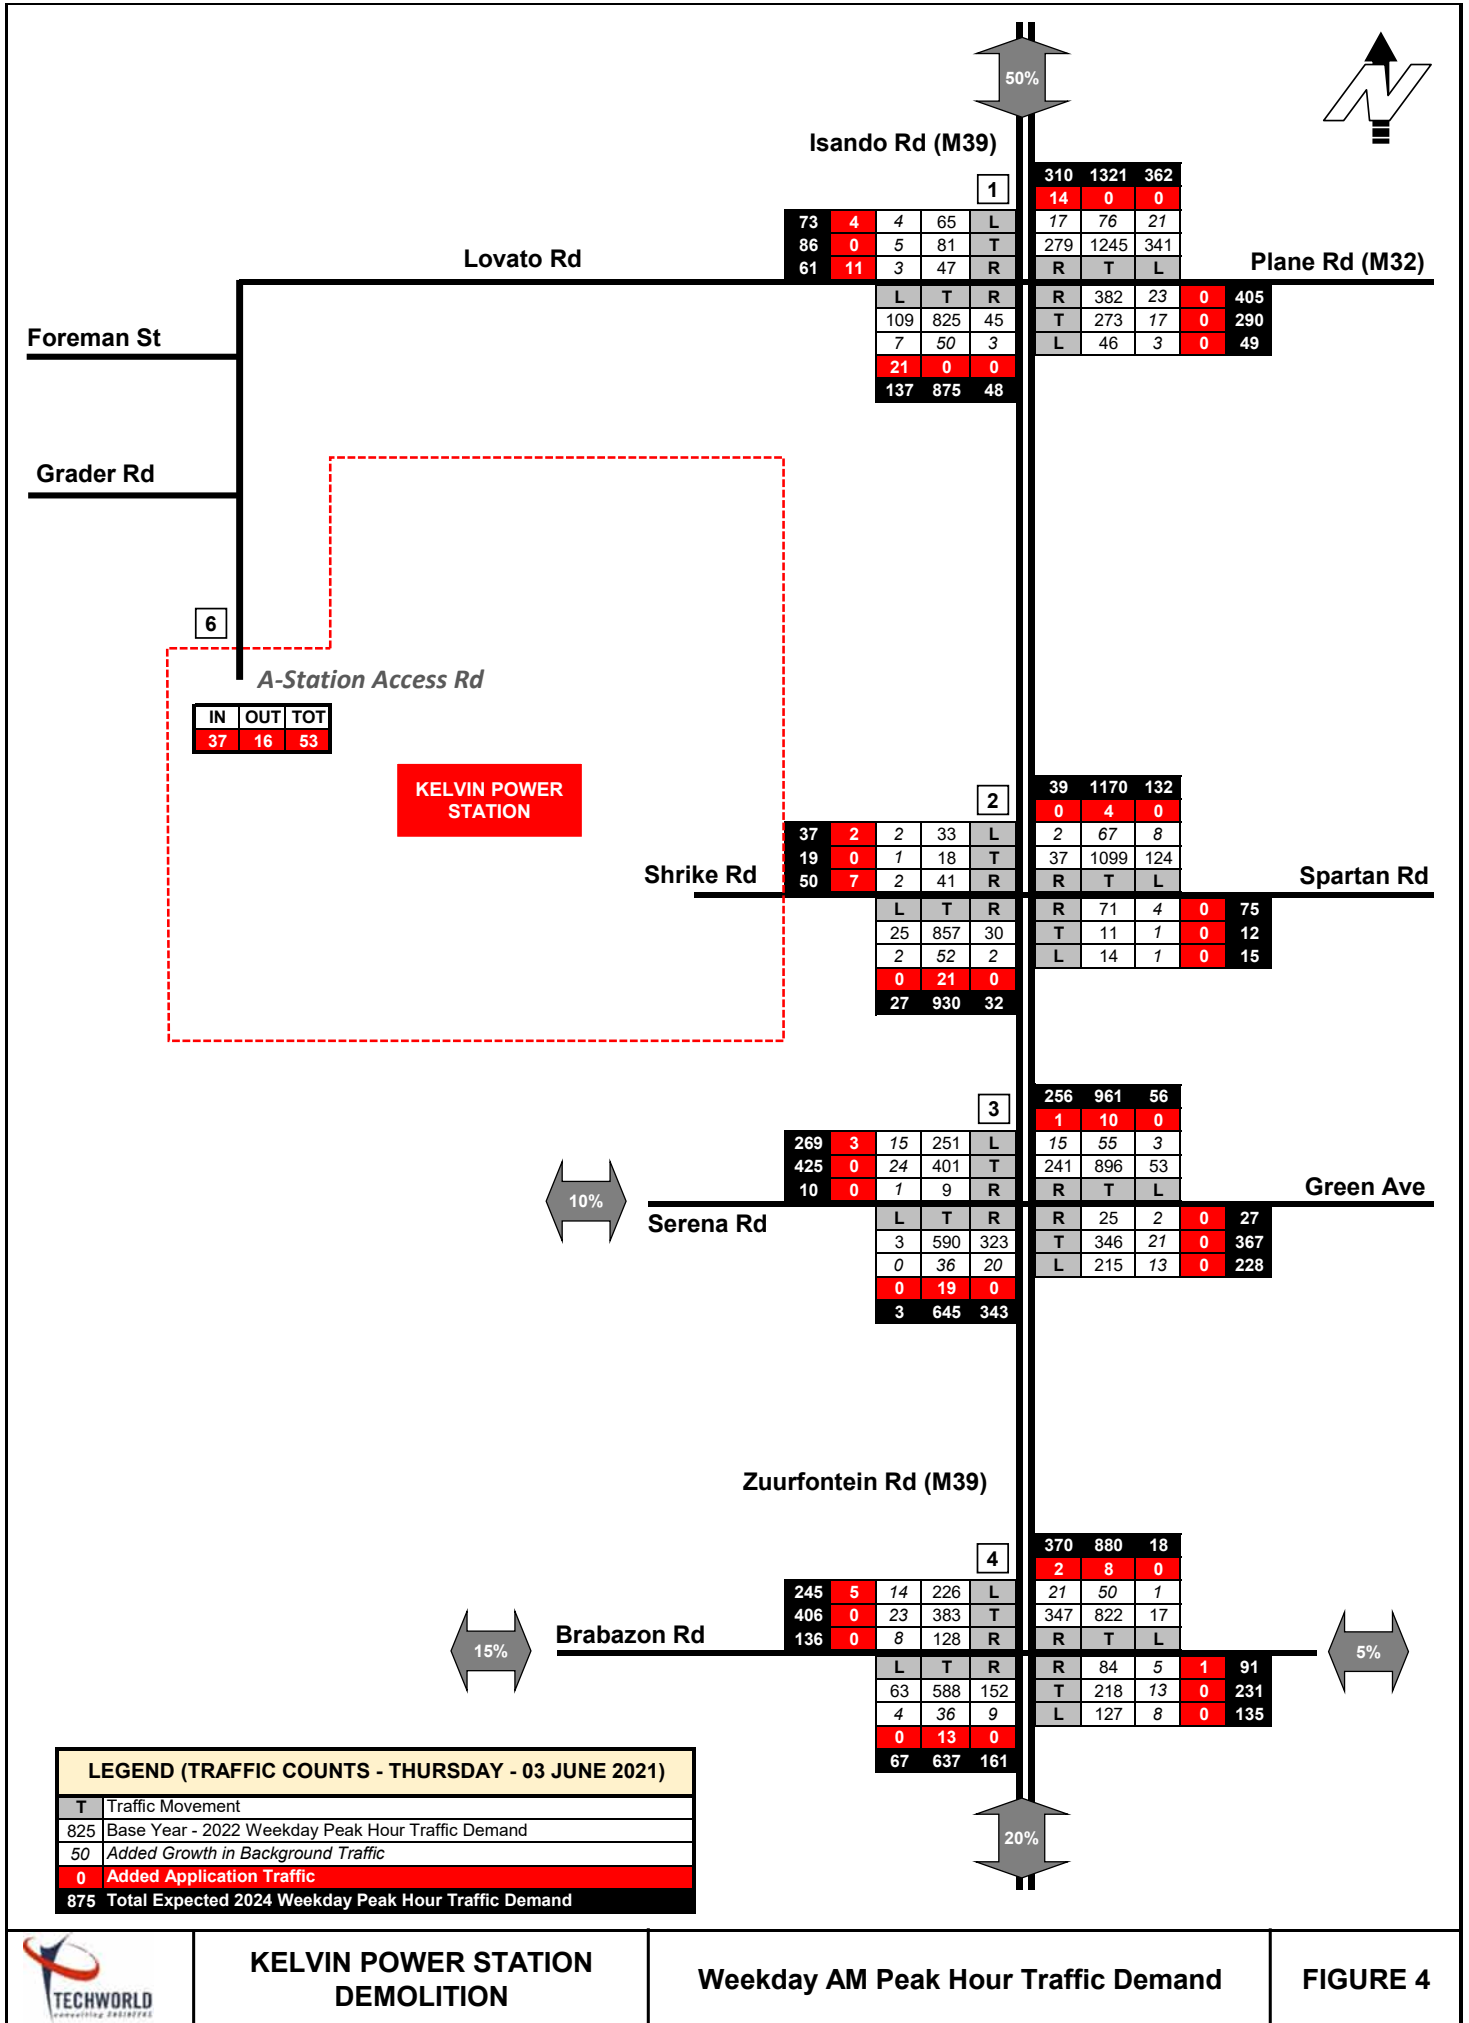 50%
Isando Rd (M39)
N
1
310 1321 362
14 0 0
73 4 4 65 L 17 76 21
86 0 5 81 T 279 1245 341
61 11 3 47 R R T L
Lovato Rd
Plane Rd (M32)
L T R R 382 23 0 405
109 825 45 T 273 17 0 290
7 50 3 L 46 3 0 49
21 0 0
137 875 48
Foreman St
Grader Rd
6
A-Station Access Rd
IN OUT TOT
37 16 53
KELVIN POWER
STATION
2
39 1170 132
0 4 0
37 2 2 33 L 2 67 8
19 0 1 18 T 37 1099 124
50 7 2 41 R R T L
Shrike Rd
Spartan Rd
L T R R 71 4 0 75
25 857 30 T 11 1 0 12
2 52 2 L 14 1 0 15
0 21 0
27 930 32
3
256 961 56
1 10 0
269 3 15 251 L 15 55 3
425 0 24 401 T 241 896 53
10 0 1 9 R R T L
10%
Serena Rd
Green Ave
L T R R 25 2 0 27
3 590 323 T 346 21 0 367
0 36 20 L 215 13 0 228
0 19 0
3 645 343
Zuurfontein Rd (M39)
4
370 880 18
2 8 0
245 5 14 226 L 21 50 1
406 0 23 383 T 347 822 17
136 0 8 128 R R T L
15%
Brabazon Rd
5%
L T R R 84 5 1 91
63 588 152 T 218 13 0 231
4 36 9 L 127 8 0 135
0 13 0
67 637 161
20%
LEGEND (TRAFFIC COUNTS - THURSDAY - 03 JUNE 2021)
T Traffic Movement
825 Base Year - 2022 Weekday Peak Hour Traffic Demand
50 Added Growth in Background Traffic
0 Added Application Traffic
875 Total Expected 2024 Weekday Peak Hour Traffic Demand
TECHWORLD
consulting ENGINEERS
KELVIN POWER STATION
DEMOLITION
Weekday AM Peak Hour Traffic Demand
FIGURE 4